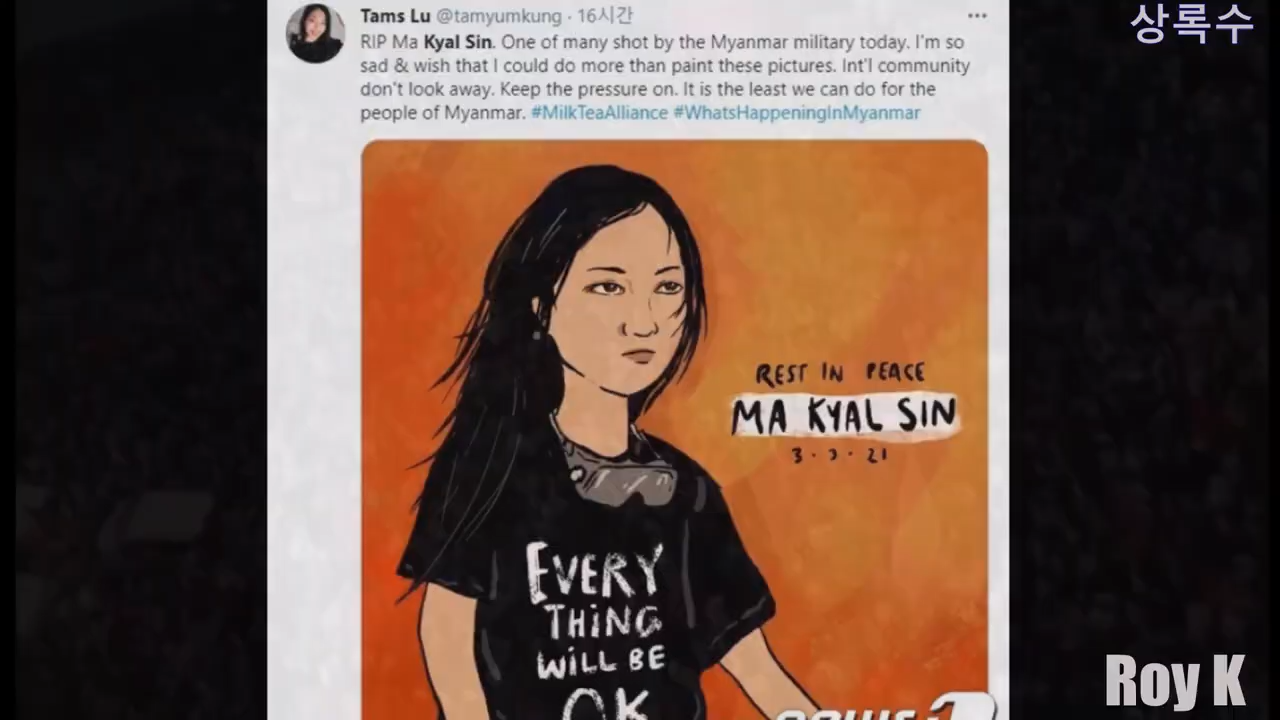 Tams Lu @tamyumkung · 16시간
상록수
RIP Ma Kyal Sin. One of many shot by the Myanmar military today. I'm so
sad & wish that I could do more than paint these pictures. Int'l community
don't look away. Keep the pressure on. It is the least we can do for the
people of Myanmar. #MilkTeaAlliance #WhatsHappeningInMyanmar
REST IN PEACE
MA KYAL SIN
3 · 3 · 21
EVERY
THING
WILL BE
OK
Roy K